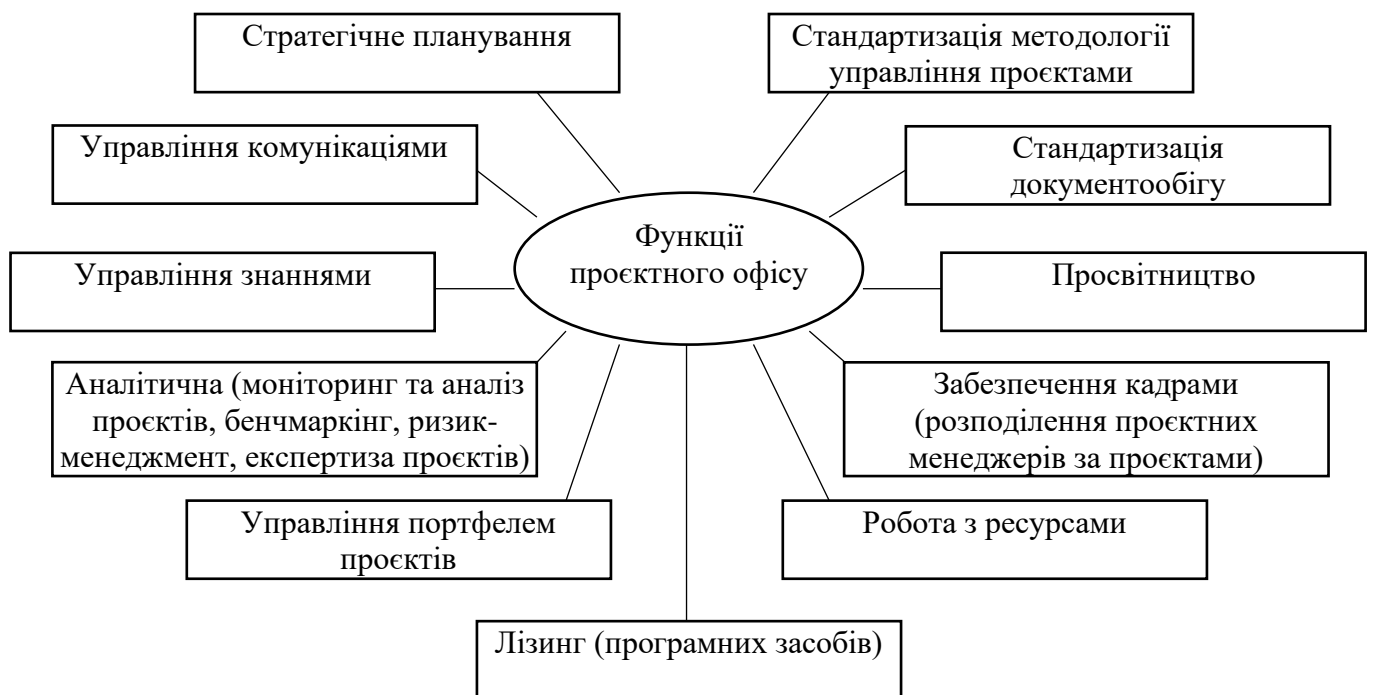 Стратегічне планування
Стандартизація методології
управління проєктами
Управління комунікаціями
Стандартизація
документообігу
Функції
проєктного офісу
Управління знаннями
Просвітництво
Аналітична (моніторинг та аналіз
проєктів, бенчмаркінг, ризик-
менеджмент, експертиза проєктів)
Забезпечення кадрами
(розподілення проєктних
менеджерів за проєктами)
Управління портфелем
проєктів
Робота з ресурсами
Лізинг (програмних засобів)